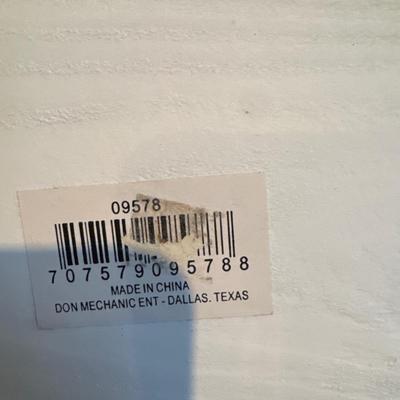 09578
707579095788
MADE IN CHINA
DON MECHANIC ENT - DALLAS. TEXAS